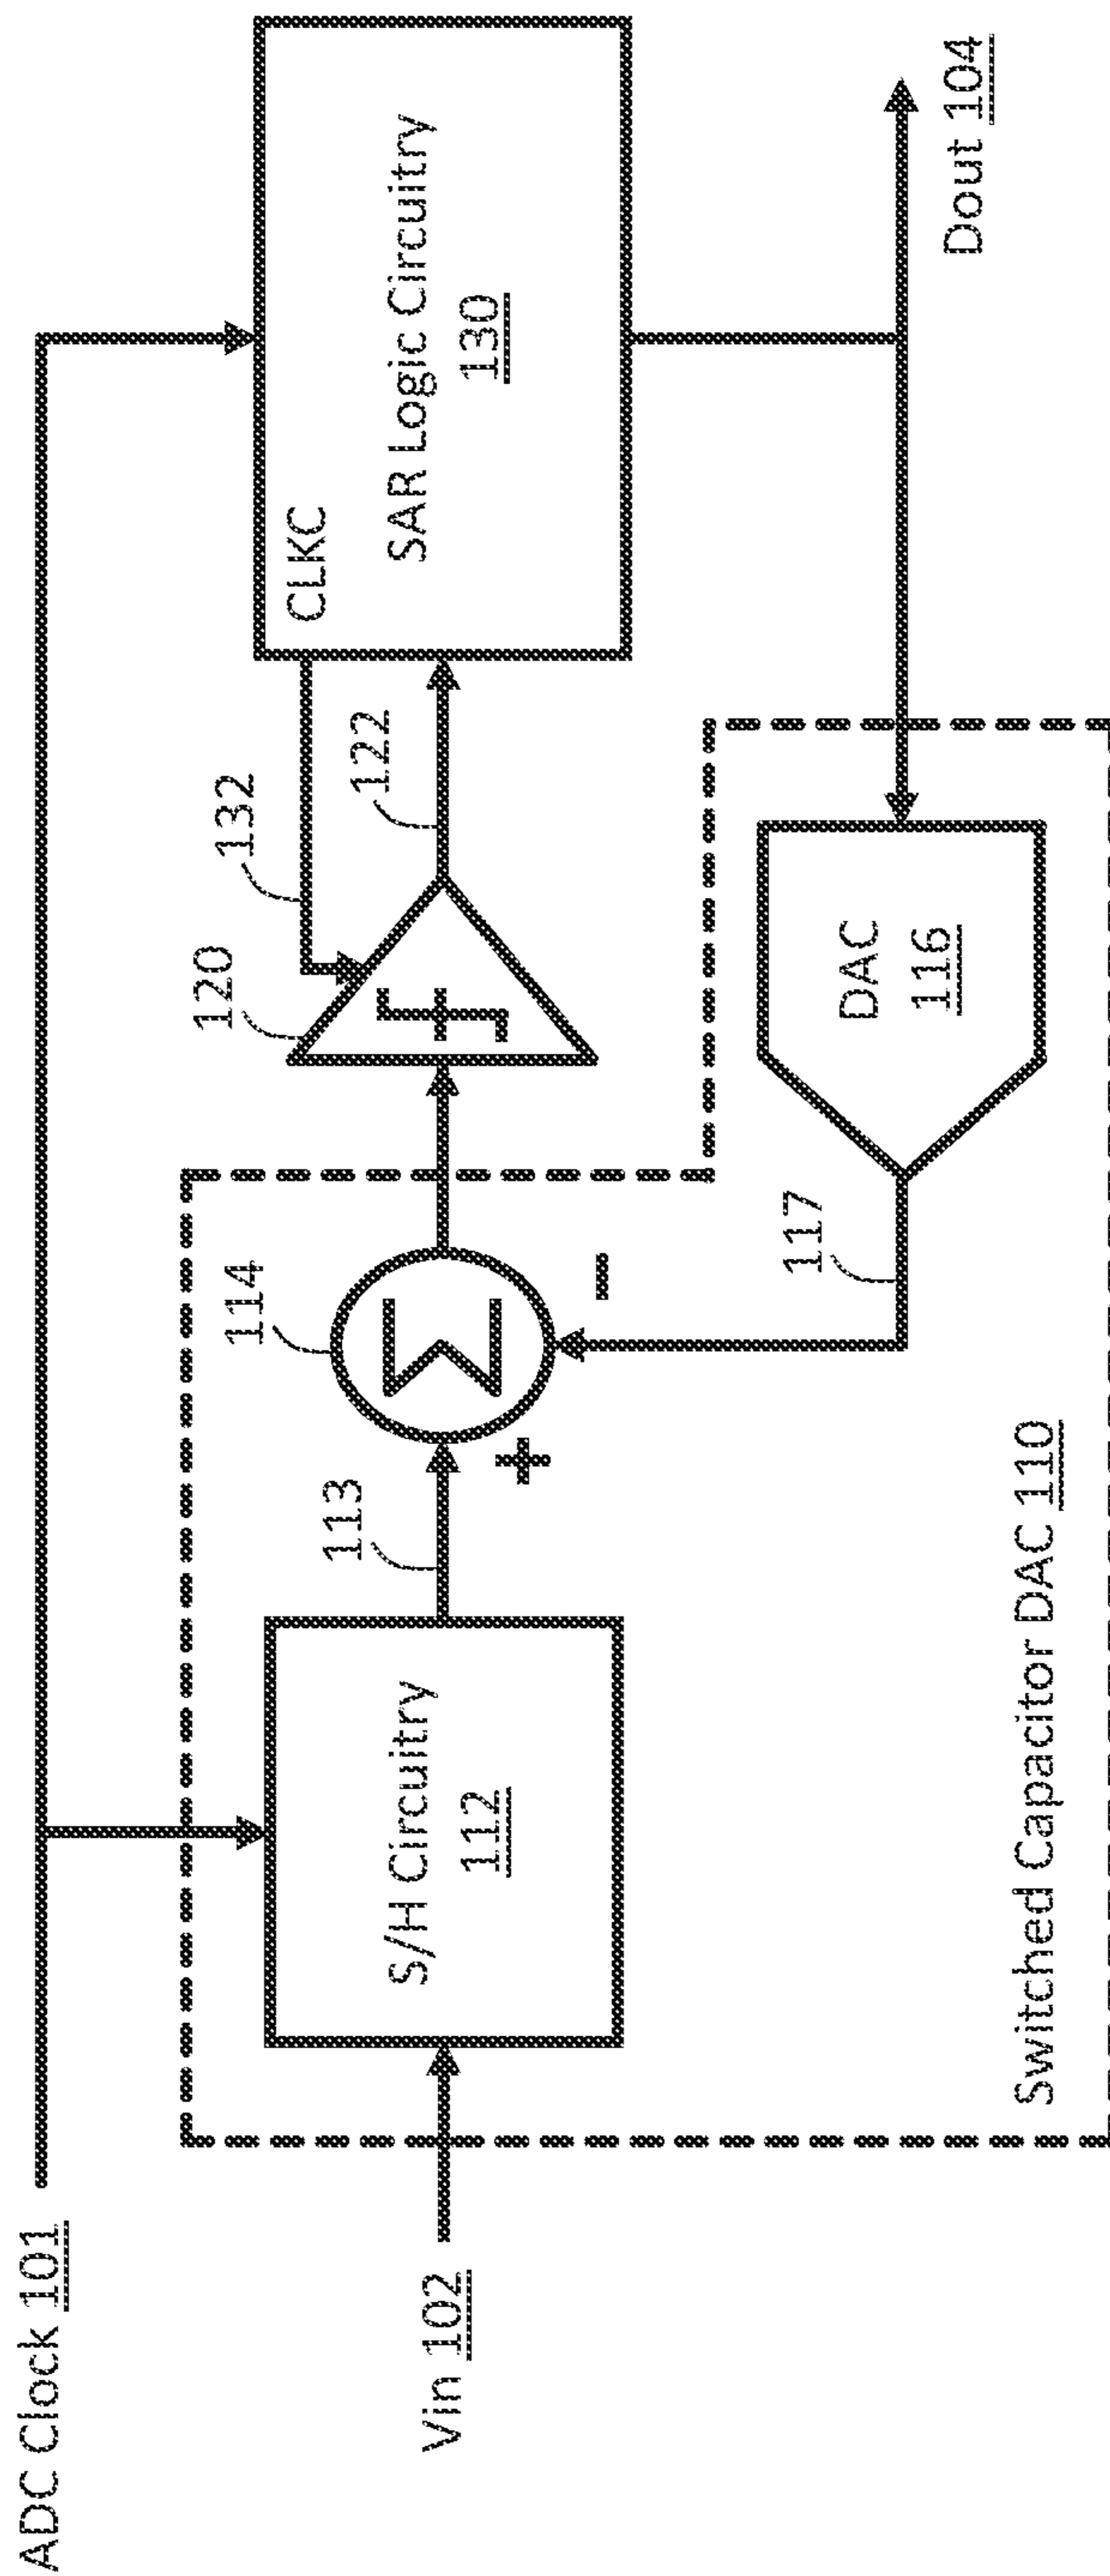 ADC Clock 101
Vin 102
S/H Circuitry
112
113
114
+
Σ
-
117
120
132
122
CLKC
SAR Logic Circuitry
130
DAC
116
Dout 104
Switched Capacitor DAC 110